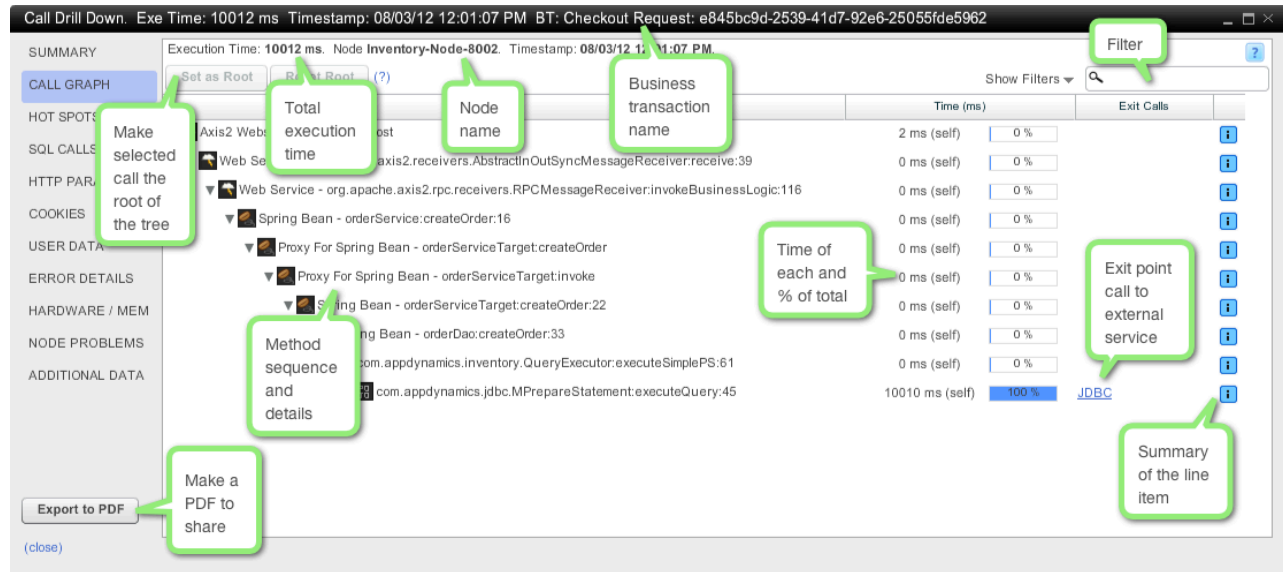 Call Drill Down. Exe Time: 10012 ms Timestamp: 08/03/12 12:01:07 PM BT: Checkout Request: e845bc9d-2539-41d7-92e6-25055fde5962
SUMMARY
CALL GRAPH
HOT SPOTS
SQL CALLS
HTTP PARA
COOKIES
USER DATA
ERROR DETAILS
HARDWARE / MEM
NODE PROBLEMS
ADDITIONAL DATA
Export to PDF
(close)
Execution Time: 10012 ms. Node Inventory-Node-8002. Timestamp: 08/03/12 12:01:07 PM.
Set as Root
Reset Root
(?)
Show Filters
Filter
?
Time (ms)
Exit Calls
Axis2 Webs ost
2 ms (self)
0 %
i
Web Se axis2.receivers.AbstractInOutSyncMessageReceiver:receive:39
0 ms (self)
0 %
i
Web Service - org.apache.axis2.rpc.receivers.RPCMessageReceiver:invokeBusinessLogic:116
0 ms (self)
0 %
i
Spring Bean - orderService:createOrder:16
0 ms (self)
0 %
i
Proxy For Spring Bean - orderServiceTarget:createOrder
0 ms (self)
0 %
i
Proxy For Spring Bean - orderServiceTarget:invoke
0 ms (self)
0 %
i
Spring Bean - orderServiceTarget:createOrder:22
0 ms (self)
0 %
i
ng Bean - orderDao:createOrder:33
0 ms (self)
0 %
i
com.appdynamics.inventory.QueryExecutor:executeSimplePS:61
0 ms (self)
0 %
i
com.appdynamics.jdbc.MPrepareStatement:executeQuery:45
10010 ms (self)
100 %
JDBC
i
Make
selected
call the
root of
the tree
Total
execution
time
Node
name
Business
transaction
name
Time of
each and
% of total
Exit point
call to
external
service
Method
sequence
and
details
Summary
of the line
item
Make a
PDF to
share